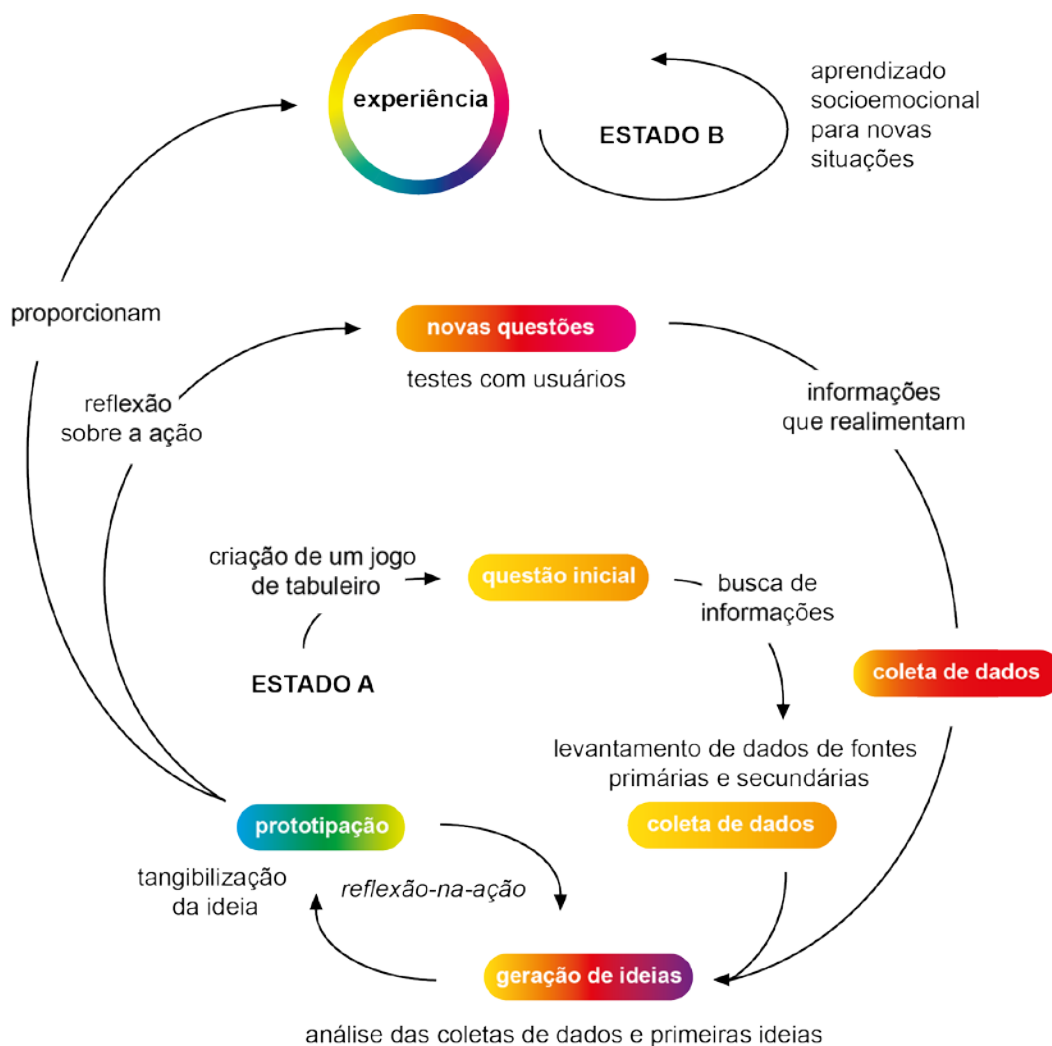 experiência
ESTADO B
aprendizado
socioemocional
para novas
situações
proporcionam
novas questões
testes com usuários
reflexão
sobre a ação
informações
que realimentam
criação de um jogo
de tabuleiro
questão inicial
busca de
informações
ESTADO A
coleta de dados
levantamento de dados de fontes
primárias e secundárias
coleta de dados
prototipação
tangibilização
da ideia
reflexão-na-ação
geração de ideias
análise das coletas de dados e primeiras ideias